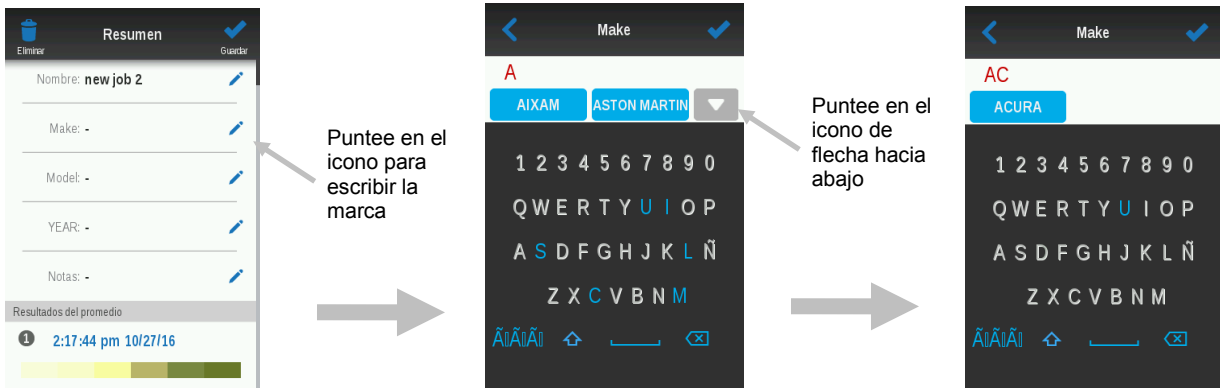 Resumen
Eliminar
Guardar
Nombre: new job 2
Make: -
Model: -
YEAR: -
Notas: -
Resultados del promedio
1 2:17:44 pm 10/27/16
Puntee en el
icono para
escribir la
marca
Make
A
AIXAM ASTON MARTIN
1 2 3 4 5 6 7 8 9 0
Q W E R T Y U I O P
A S D F G H J K L Ñ
Z X C V B N M
Puntee en el
icono de
flecha hacia
abajo
Make
AC
ACURA
1 2 3 4 5 6 7 8 9 0
Q W E R T Y U I O P
A S D F G H J K L Ñ
Z X C V B N M